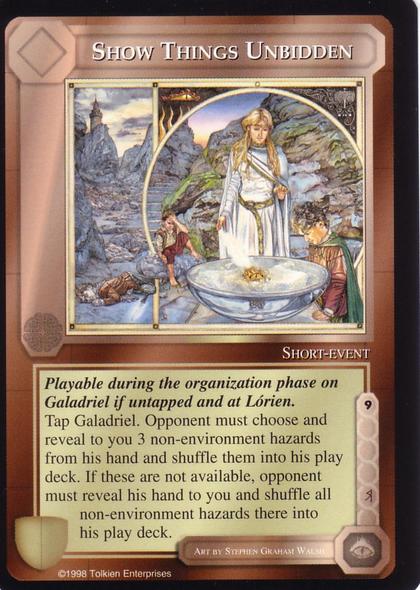 Show Things Unbidden
Short-event
Playable during the organization phase on
Galadriel if untapped and at Lórien.
Tap Galadriel. Opponent must choose and
reveal to you 3 non-environment hazards
from his hand and shuffle them into his play
deck. If these are not available, opponent
must reveal his hand to you and shuffle all
non-environment hazards there into
his play deck.
9
Art by Stephen Graham Walsh
©1998 Tolkien Enterprises